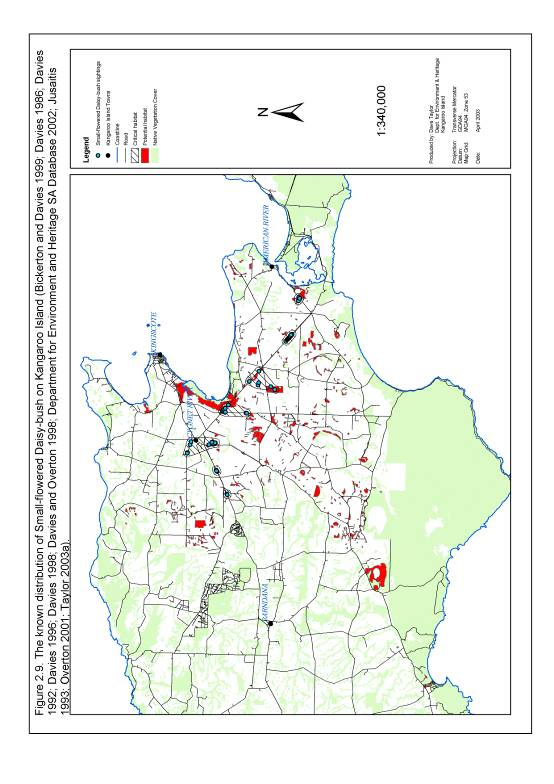 Figure 2.9. The known distribution of Small-flowered Daisy-bush on Kangaroo Island (Bickerton and Davies 1999; Davies 1986; Davies
1992; Davies 1996; Davies 1998; Davies and Overton 1998; Department for Environment and Heritage SA Database 2002; Jusaitis
1993; Overton 2001; Taylor 2003a).
Legend
Small-flowered Daisy-bush sightings
Kangaroo Island Towns
Coastline
Road
Critical habitat
Potential habitat
Native Vegetation Cover
N
1:340,000
Produced by: Dave Taylor
Dept. for Environment & Heritage
Kangaroo Island
Projection: Transverse Mercator
Datum: GDA94
Map Grid: MGA94 Zone 53
Date: April 2003
KINGSCOTE
AMERICAN RIVER
PARNDANA